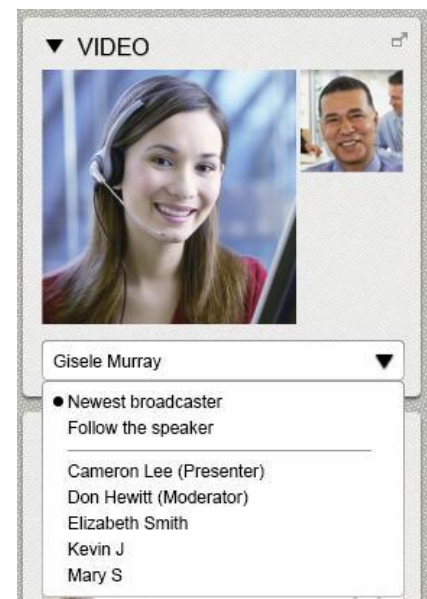 VIDEO
Gisele Murray
Newest broadcaster
Follow the speaker
Cameron Lee (Presenter)
Don Hewitt (Moderator)
Elizabeth Smith
Kevin J
Mary S